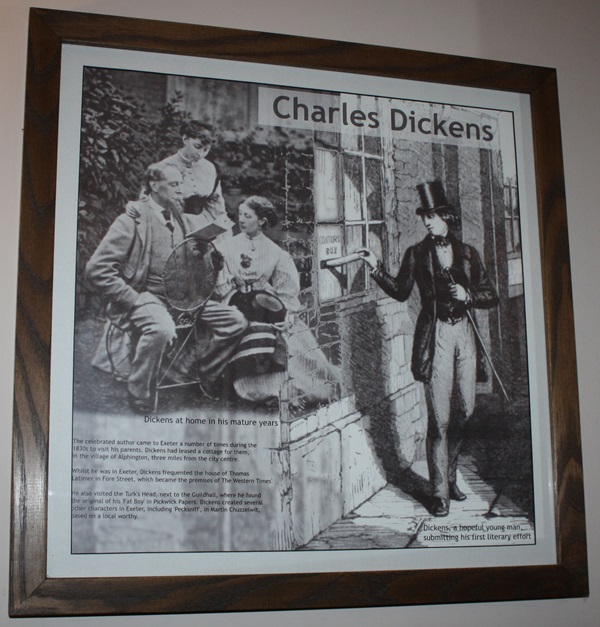 Charles Dickens
BOX
Dickens at home in his mature years
The celebrated author came to Exeter a number of times during the
1830s to visit his parents. Dickens had leased a cottage for them,
in the village of Alphington, three miles from the city centre.
Whilst he was in Exeter, Dickens frequented the house of Thomas
Latimer in Fore Street, which became the premises of 'The Western Times'
He also visited the Turk's Head, next to the Guildhall, where he found
the original of his 'Fat Boy' in Pickwick Papers. Dickens created several
other characters in Exeter, including 'Pecksniff', in Martin Chuzzelwit,
based on a local worthy.
Dickens, a hopeful young man,
submitting his first literary effort